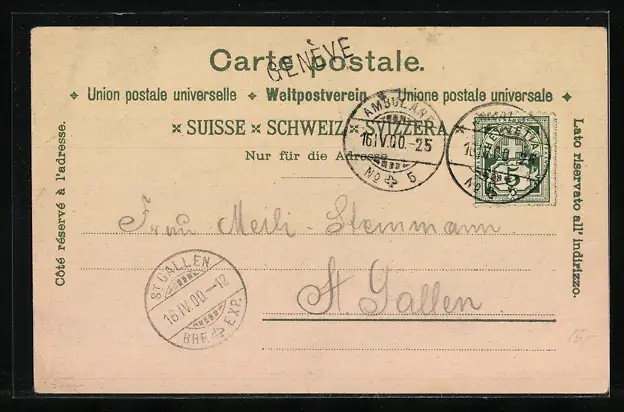 GENÈVE
Carte postale.
Union postale universelle Weltpostverein Unione postale universale
SUISSE SCHWEIZ SVIZZERA
Nur für die Adresse
Côté réservé à l'adresse.
Lato riservato all' indirizzo.
AMBULANT
16.IV.00.-25
No 5
5
Frau Meili-Stemmann
St. Gallen
ST. GALLEN
16.IV.00.-12
BRF. EXP.